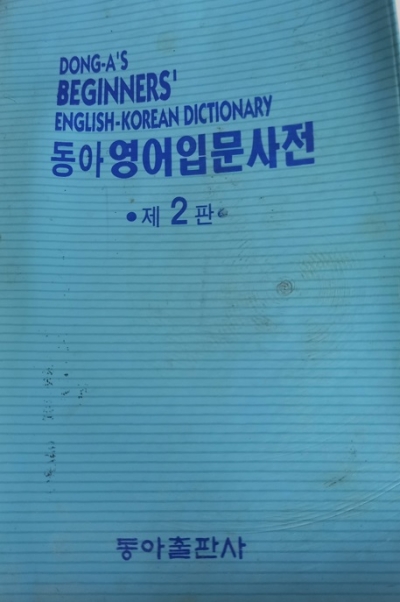 DONG-A'S
BEGINNERS'
ENGLISH-KOREAN DICTIONARY
동아 영어입문사전
• 제 2 판 •
동아출판사